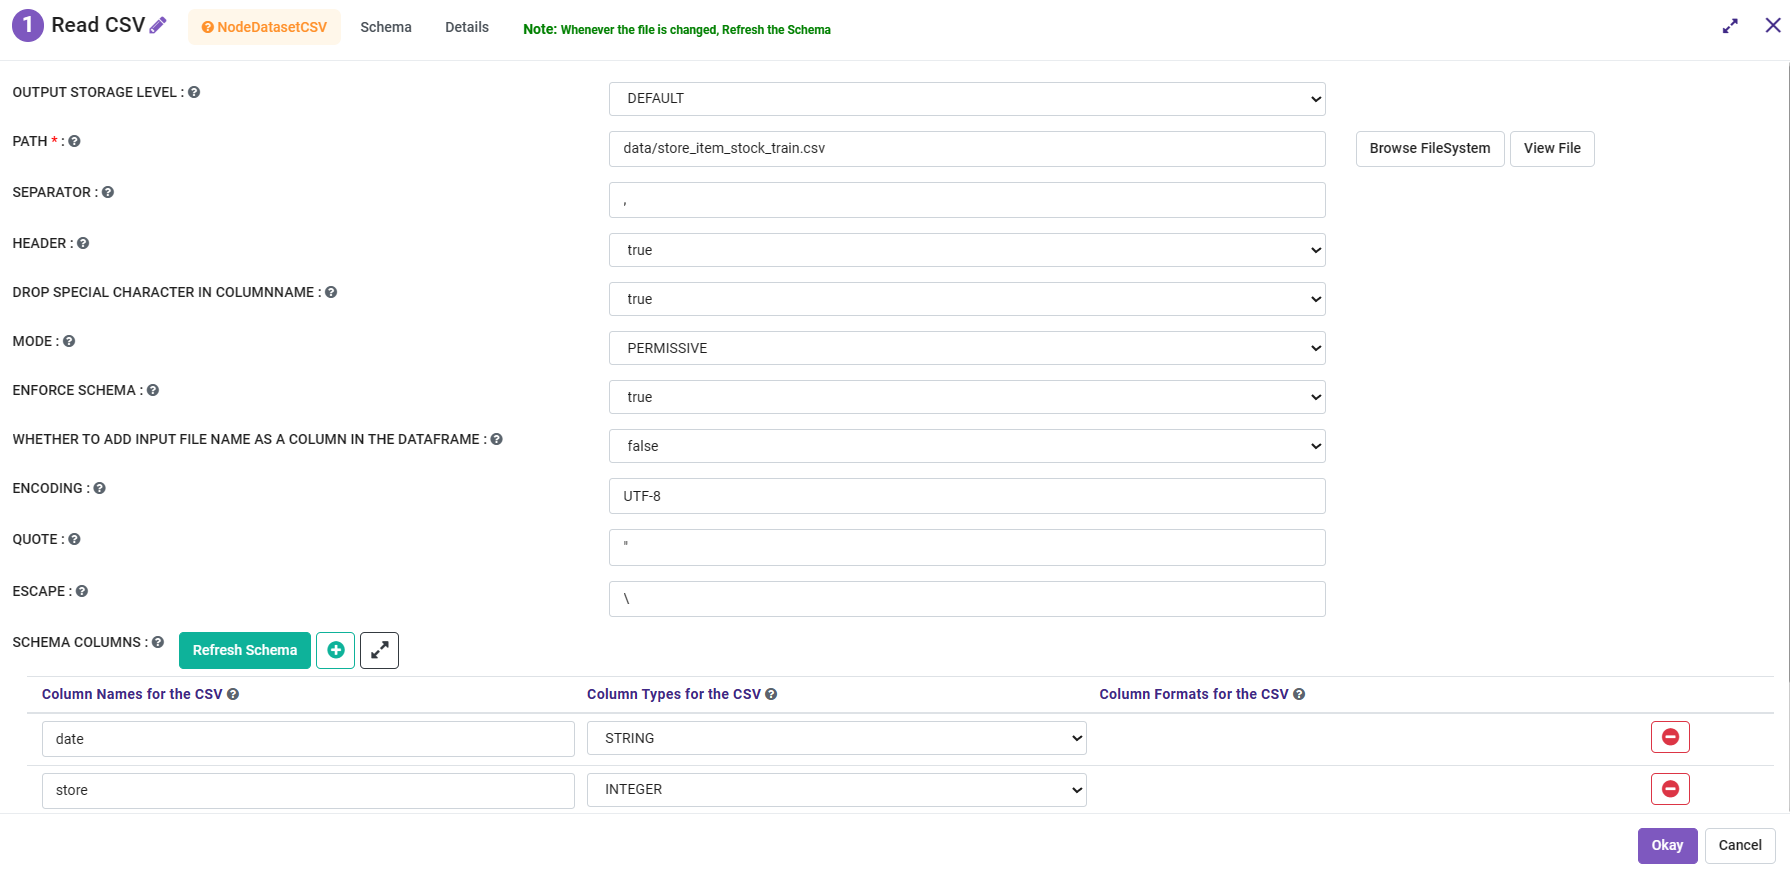 1 Read CSV NodeDatasetCSV Schema Details Note: Whenever the file is changed, Refresh the Schema
OUTPUT STORAGE LEVEL : DEFAULT
PATH * : data/store_item_stock_train.csv Browse FileSystem View File
SEPARATOR : ,
HEADER : true
DROP SPECIAL CHARACTER IN COLUMNNAME : true
MODE : PERMISSIVE
ENFORCE SCHEMA : true
WHETHER TO ADD INPUT FILE NAME AS A COLUMN IN THE DATAFRAME : false
ENCODING : UTF-8
QUOTE : "
ESCAPE : \
SCHEMA COLUMNS : Refresh Schema
Column Names for the CSV Column Types for the CSV Column Formats for the CSV
date STRING
store INTEGER
Okay Cancel